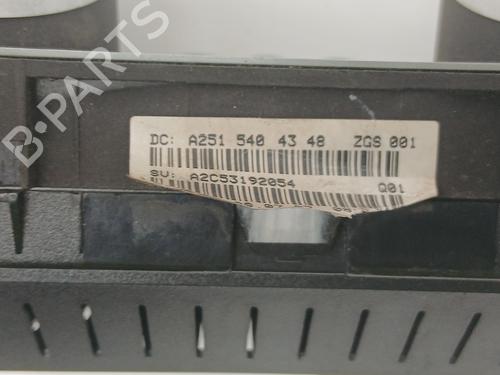 B-PARTS
DC: A251 540 43 48 ZGS 001
SU: A2C53192054 Q01